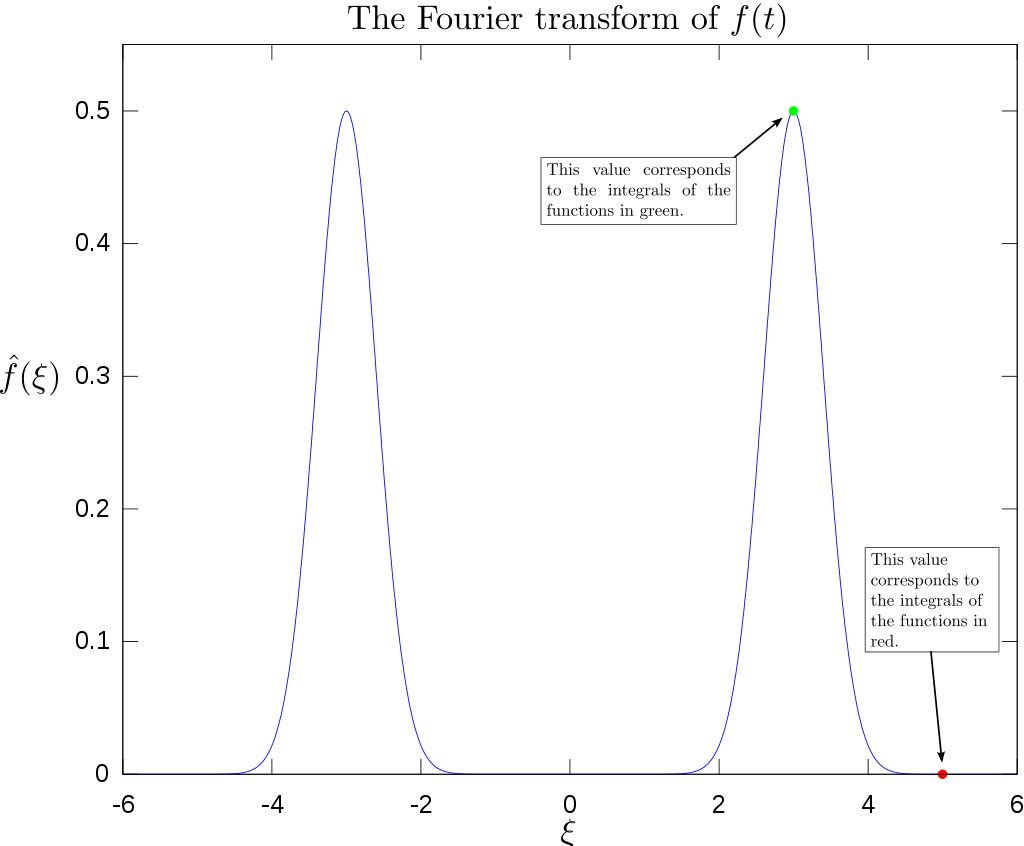 The Fourier transform of f(t)
0.5
This value corresponds
to the integrals of the
functions in green.
0.4
f̂(ξ)
0.3
0.2
This value
corresponds to
the integrals of
the functions in
red.
0.1
0
-6 -4 -2 0 2 4 6
ξ